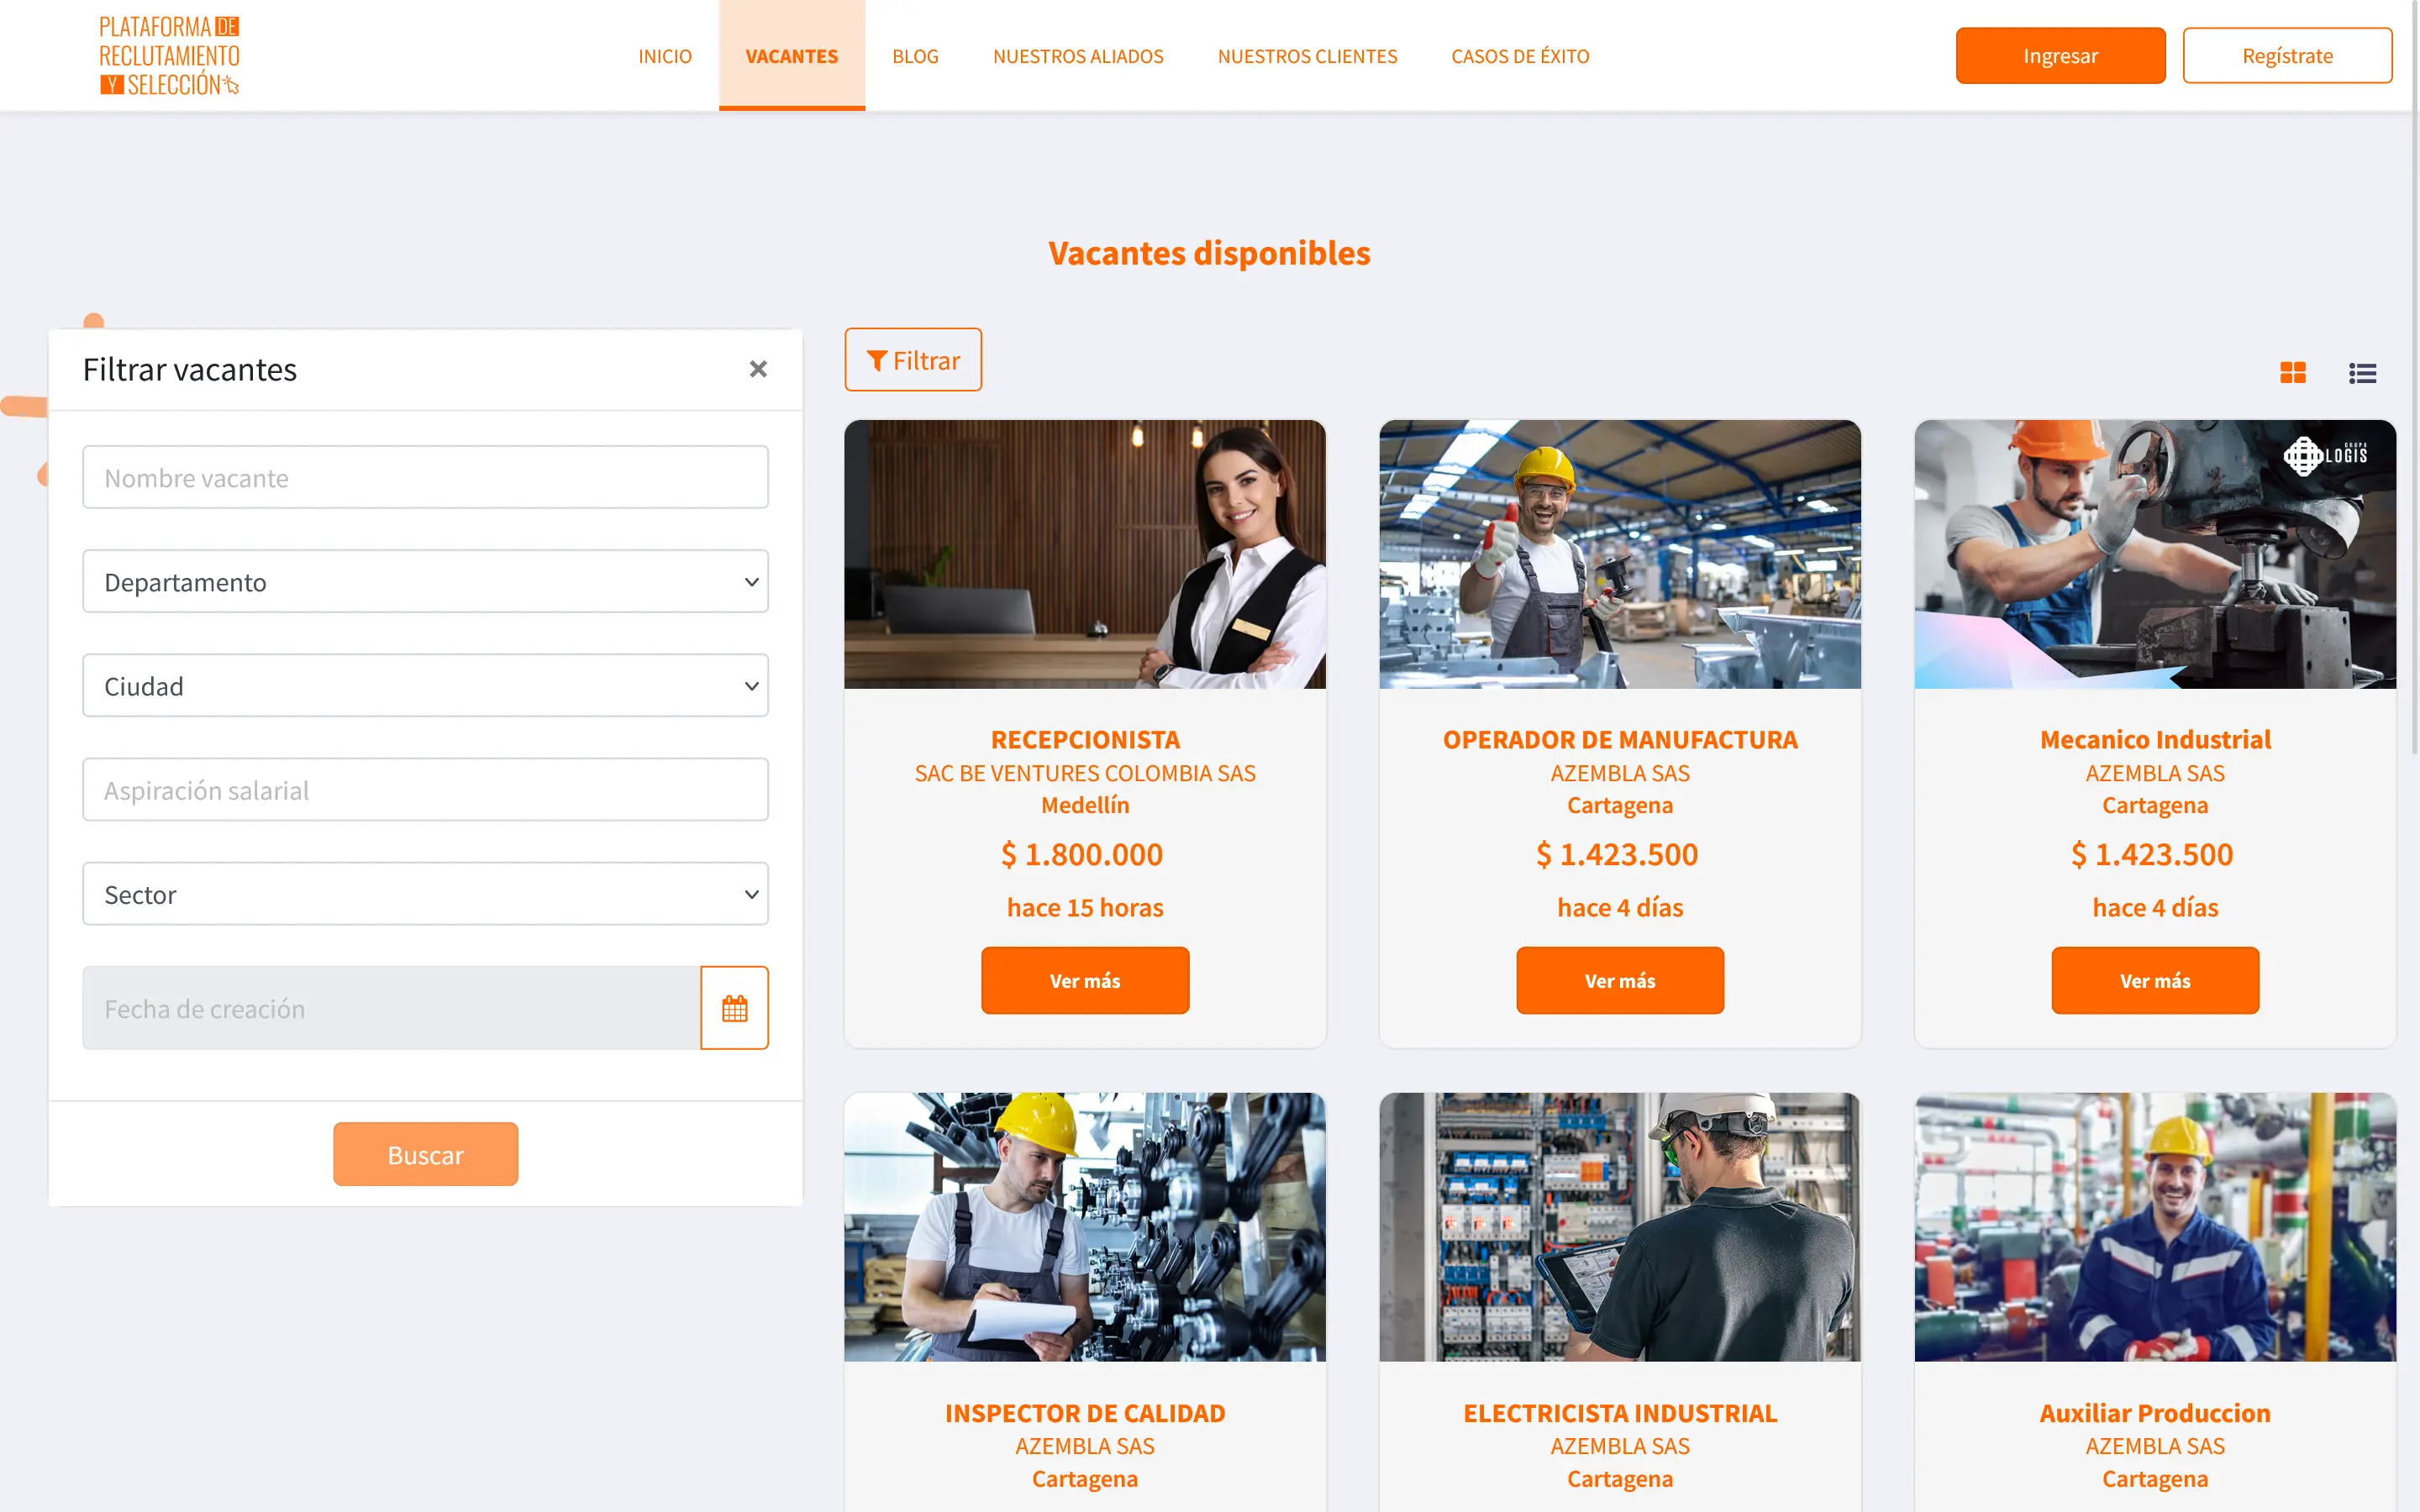 PLATAFORMA DE
RECLUTAMIENTO
Y SELECCIÓN
INICIO
VACANTES
BLOG
NUESTROS ALIADOS
NUESTROS CLIENTES
CASOS DE ÉXITO
Ingresar
Regístrate
Vacantes disponibles
Filtrar vacantes
Nombre vacante
Departamento
Ciudad
Aspiración salarial
Sector
Fecha de creación
Buscar
Filtrar
GRUPO
LOGIS
RECEPCIONISTA
SAC BE VENTURES COLOMBIA SAS
Medellín
$ 1.800.000
hace 15 horas
Ver más
OPERADOR DE MANUFACTURA
AZEMBLA SAS
Cartagena
$ 1.423.500
hace 4 días
Ver más
Mecanico Industrial
AZEMBLA SAS
Cartagena
$ 1.423.500
hace 4 días
Ver más
INSPECTOR DE CALIDAD
AZEMBLA SAS
Cartagena
ELECTRICISTA INDUSTRIAL
AZEMBLA SAS
Cartagena
Auxiliar Produccion
AZEMBLA SAS
Cartagena